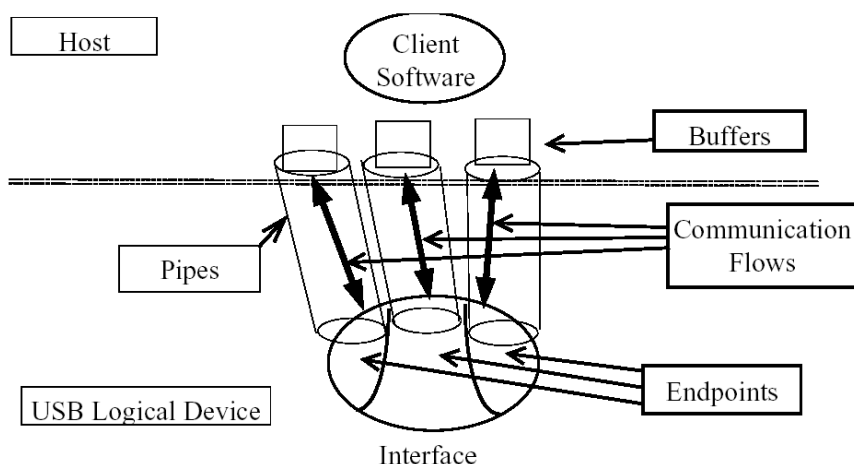 Host
Client
Software
Buffers
Communication
Flows
Pipes
Endpoints
USB Logical Device
Interface